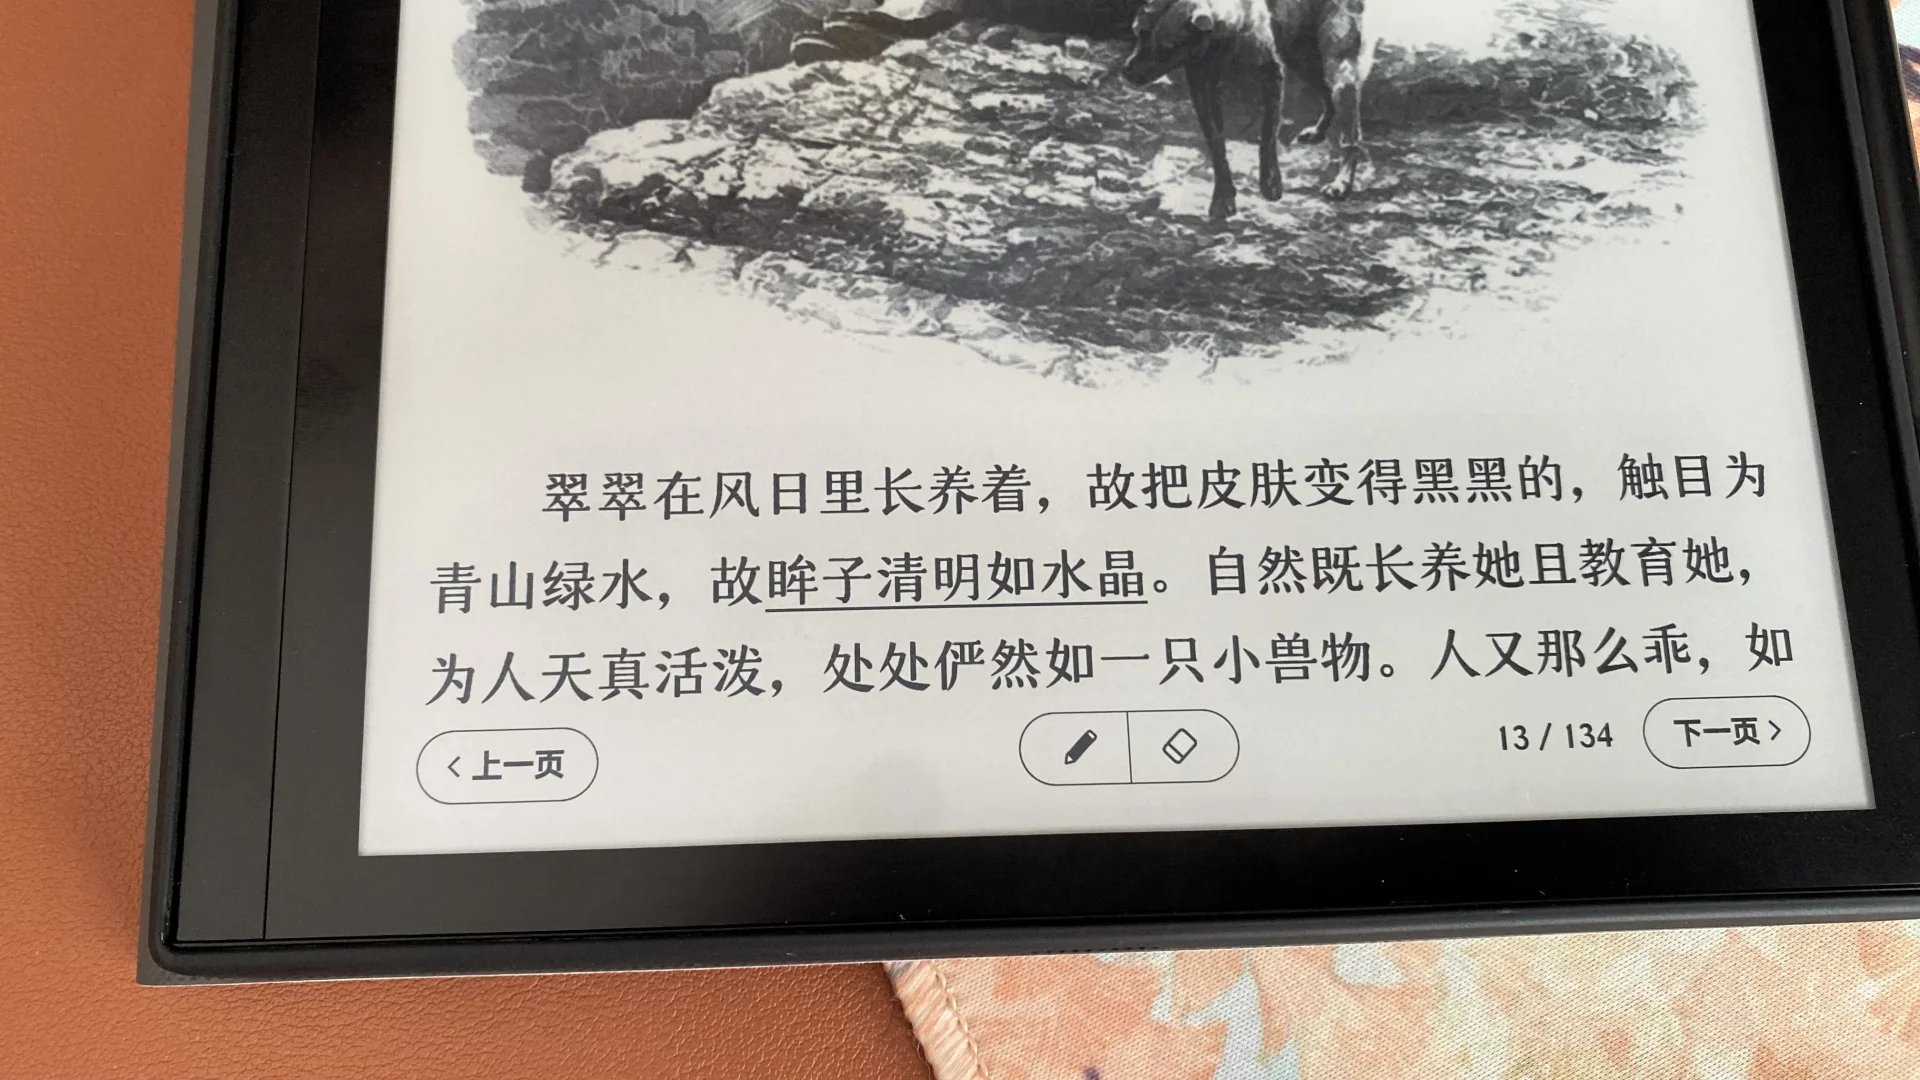 翠翠在风日里长养着，故把皮肤变得黑黑的，触目为
青山绿水，故眸子清明如水晶。自然既长养她且教育她，
为人天真活泼，处处俨然如一只小兽物。人又那么乖，如
上一页
13 / 134
下一页